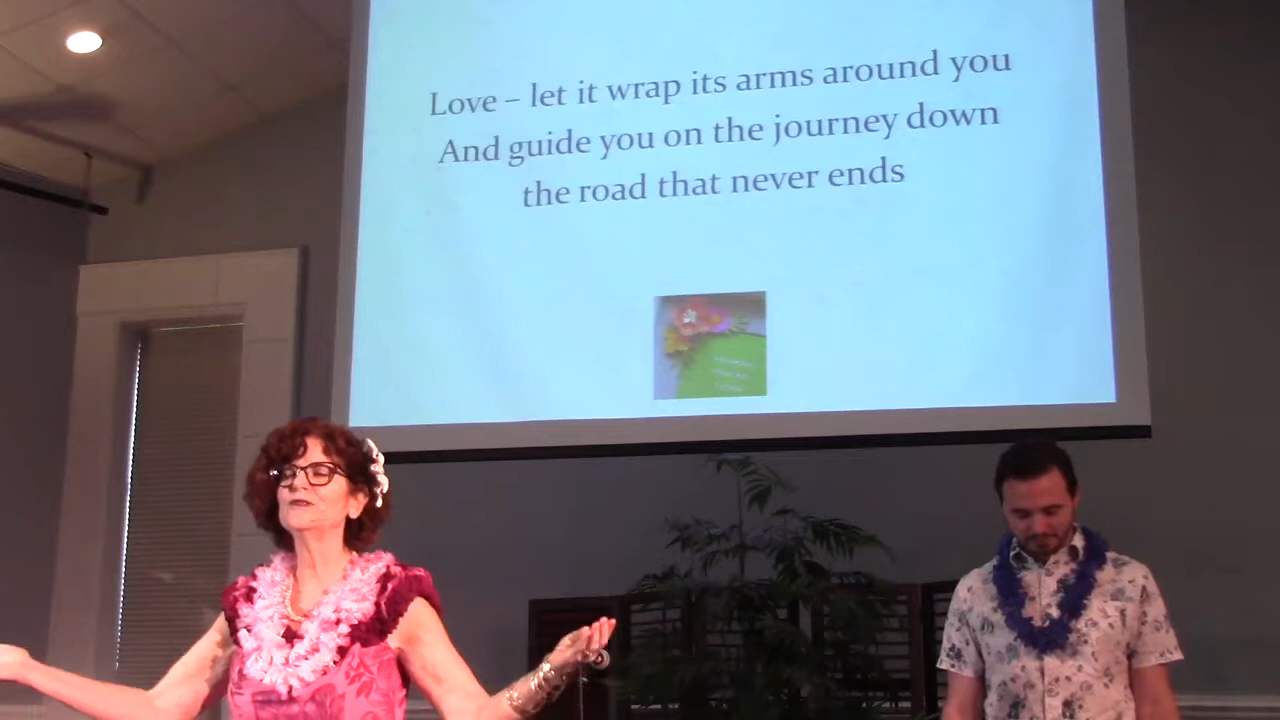 Love – let it wrap its arms around you
And guide you on the journey down
the road that never ends